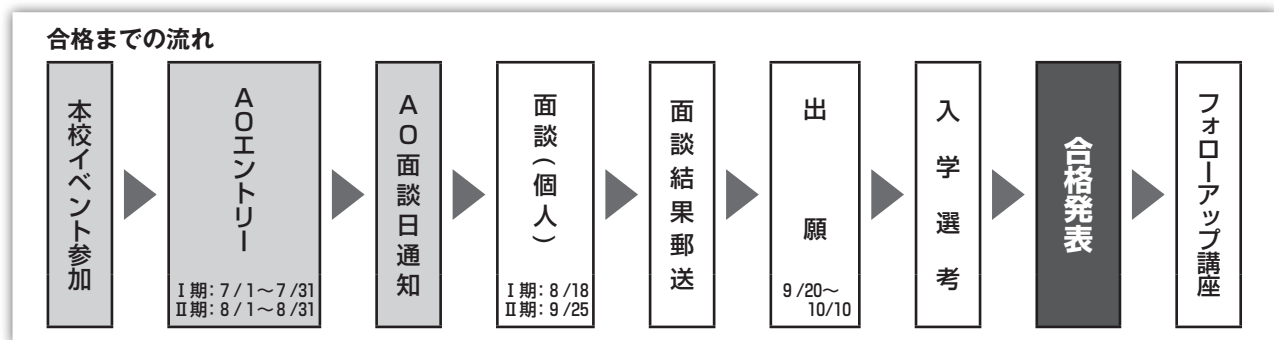 合格までの流れ
本校イベント参加
AOエントリー
Ⅰ期：7/1～7/31
Ⅱ期：8/1～8/31
AO面談日通知
面談（個人）
Ⅰ期：8/18
Ⅱ期：9/25
面談結果郵送
出願
9/20～
10/10
入学選考
合格発表
フォローアップ講座